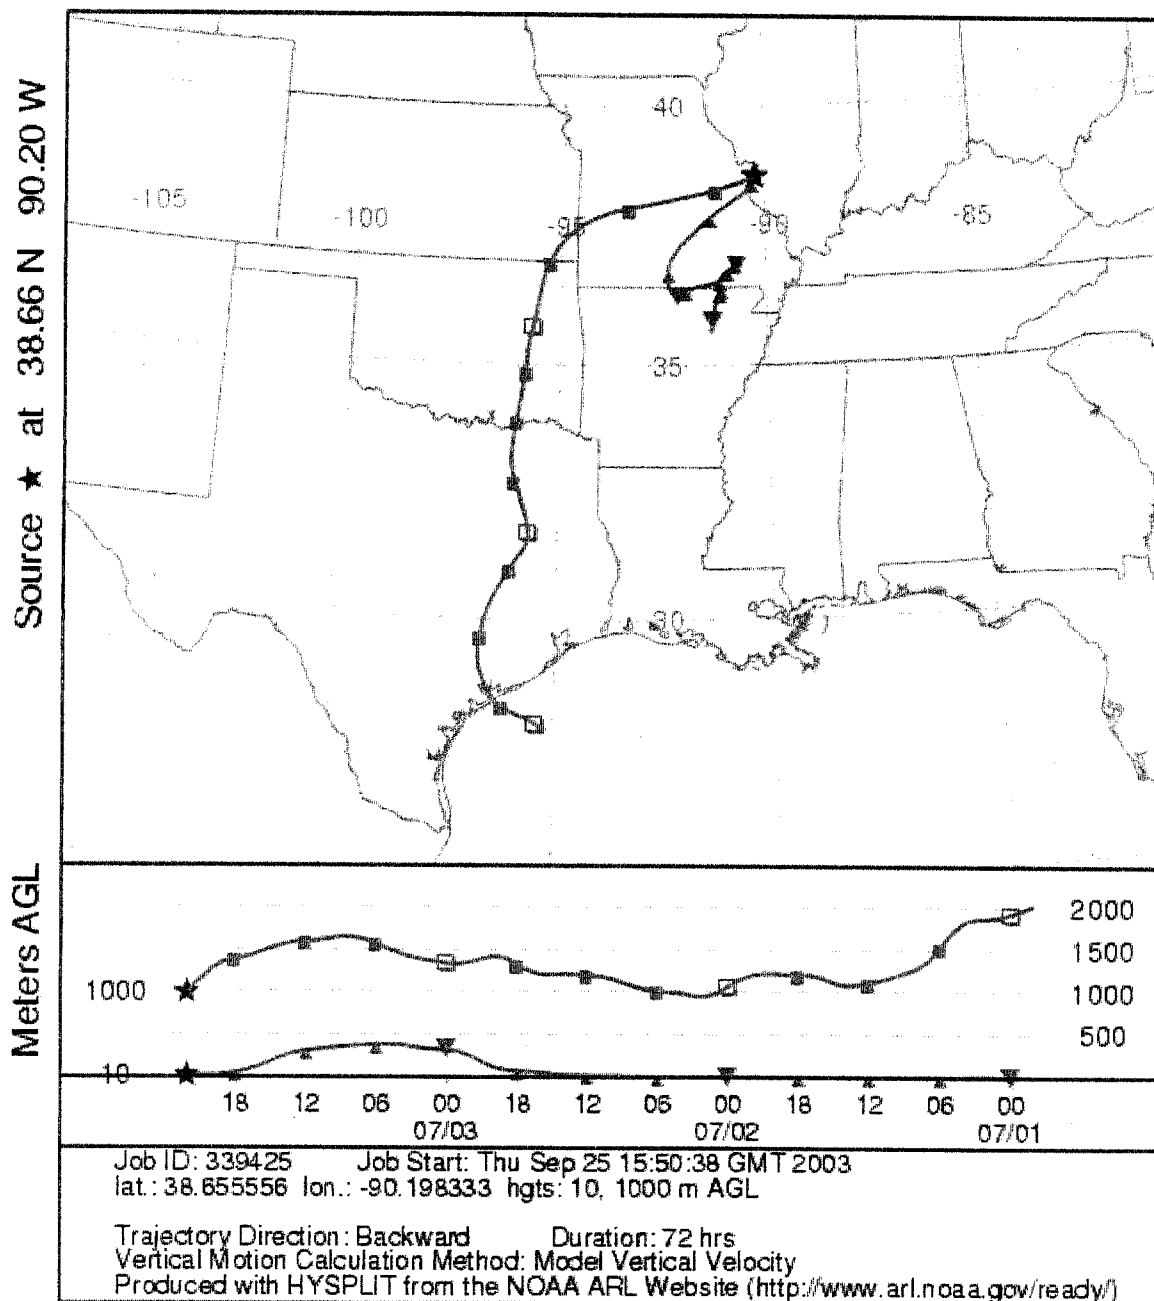 Source ★ at 38.66 N 90.20 W
40
-105
-100
-95
-90
-85
35
30
Meters AGL
2000
1500
1000
1000
500
10
18 12 06 00 18 12 06 00 18 12 06 00
07/03 07/02 07/01
Job ID: 339425 Job Start: Thu Sep 25 15:50:38 GMT 2003
lat.: 38.655556 lon.: -90.198333 hgts: 10, 1000 m AGL
Trajectory Direction: Backward Duration: 72 hrs
Vertical Motion Calculation Method: Model Vertical Velocity
Produced with HYSPLIT from the NOAA ARL Website (http://www.arl.noaa.gov/ready/)